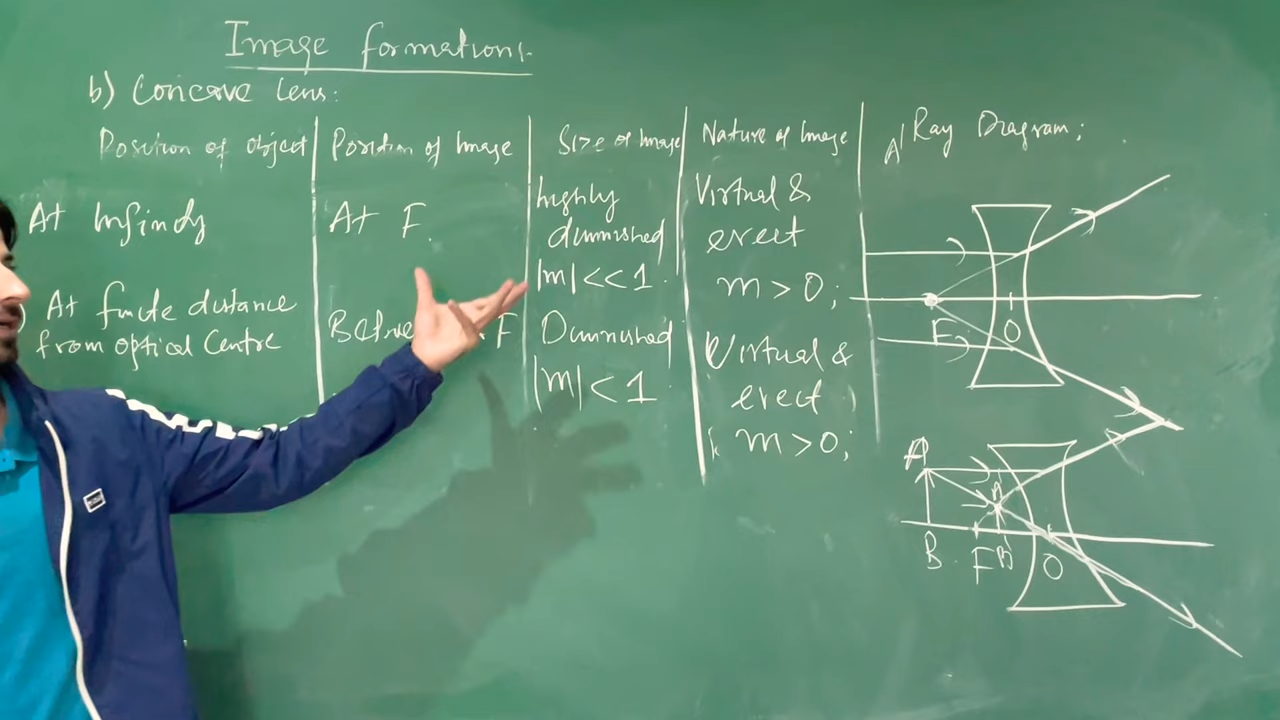 Image formations.
b) Concave lens:
Position of object
Position of Image
Size of Image
Nature of Image
Ray Diagram;
A'
At Infinity
At F.
highly
diminished
|m| << 1.
Virtual &
erect
m > 0;
F
O
) At finite distance
from optical Centre
F
Diminished
|m| < 1
Virtual &
erect
m > 0;
A
A'
B
F
B'
O